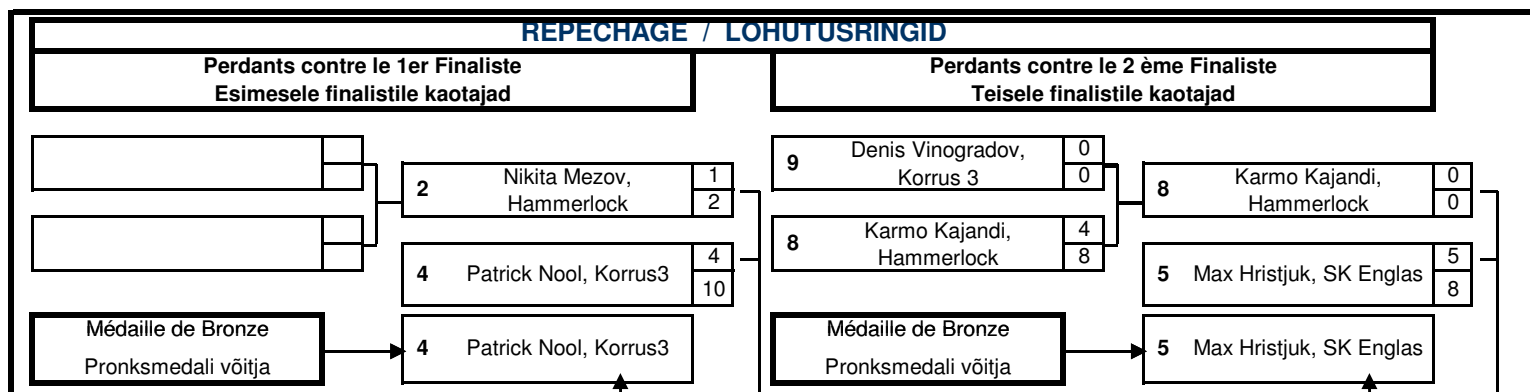 REPECHAGE / LOHUTUSRINGID
Perdants contre le 1er Finaliste
Esimesele finalistile kaotajad
Perdants contre le 2 ème Finaliste
Teisele finalistile kaotajad
2 Nikita Mezov, 1
Hammerlock 2
4 Patrick Nool, Korrus3 4
10
Médaille de Bronze
Pronksmedali võitja
4 Patrick Nool, Korrus3
9 Denis Vinogradov, 0
Korrus 3 0
8 Karmo Kajandi, 4
Hammerlock 8
8 Karmo Kajandi, 0
Hammerlock 0
5 Max Hristjuk, SK Englas 5
8
Médaille de Bronze
Pronksmedali võitja
5 Max Hristjuk, SK Englas